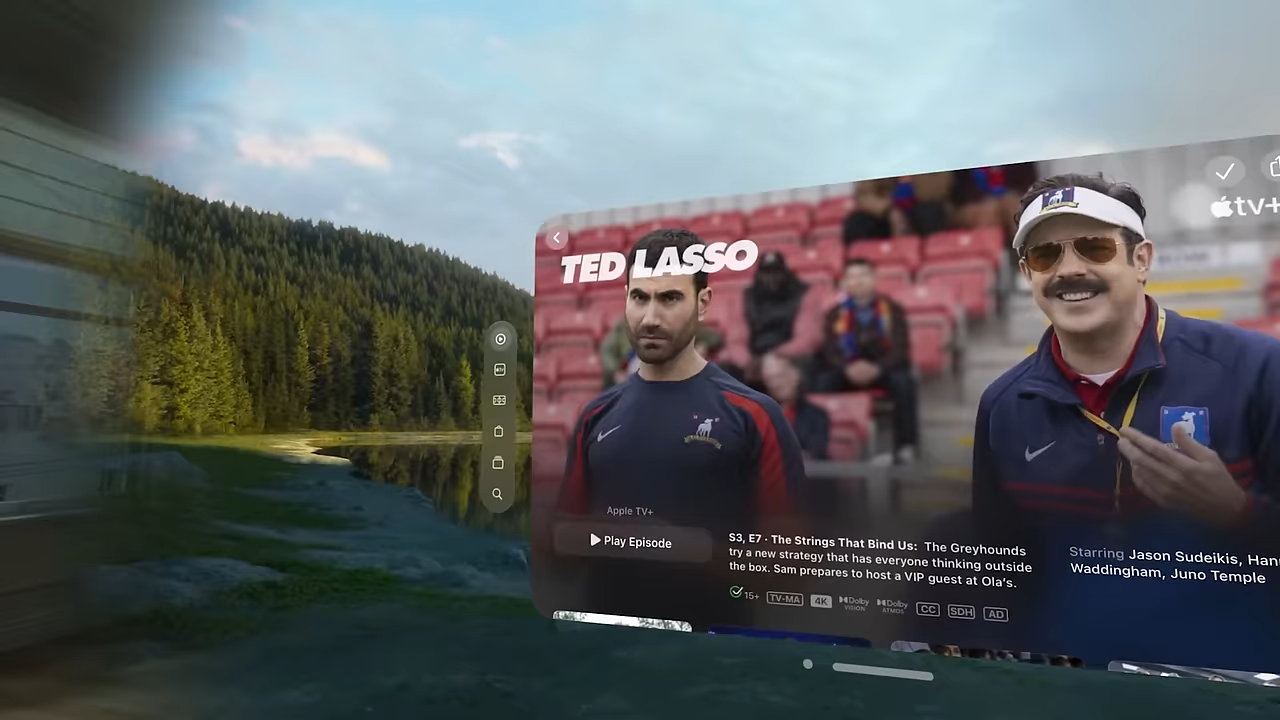 tv+
TED LASSO
Apple TV+
Play Episode
S3, E7 · The Strings That Bind Us: The Greyhounds
try a new strategy that has everyone thinking outside
the box. Sam prepares to host a VIP guest at Ola's.
15+ TV-MA 4K Dolby VISION Dolby ATMOS CC SDH AD
Starring Jason Sudeikis, Han
Waddingham, Juno Temple